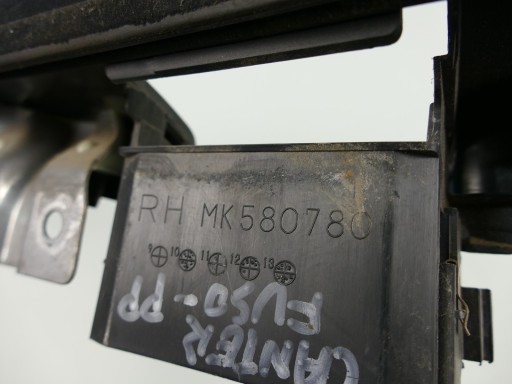 RH MK580780
9 10 11 12 13
FUSO-PP
CANTER